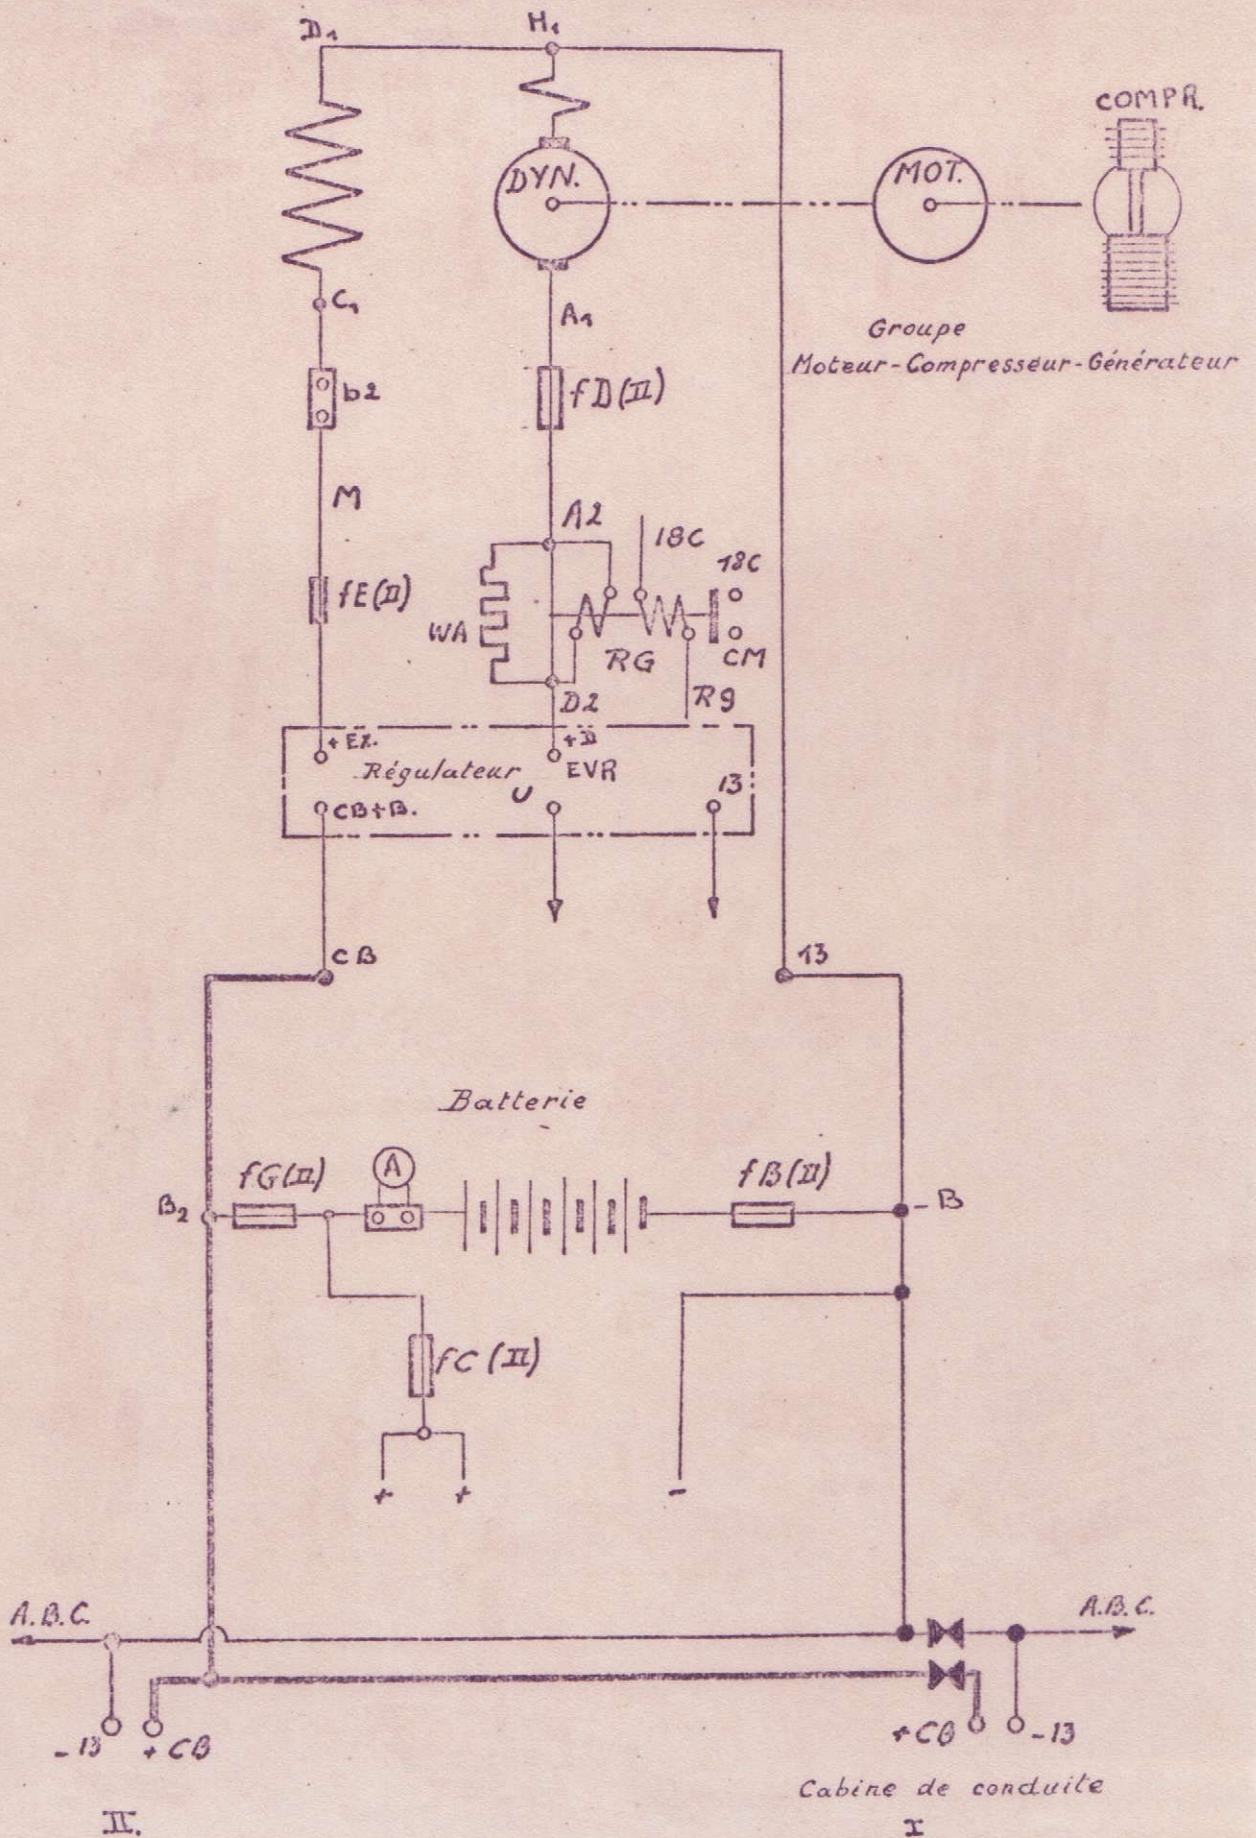 D₁
H₁
COMPR.
DYN.
MOT.
C₁
A₁
Groupe
Moteur-Compresseur-Générateur
b2
fD(II)
M
A2
18C
18C
fE(II)
WA
RG
CM
D2
R9
+Ex.
+D
Régulateur
EVR
U
13
CB+B.
CB
13
Batterie
fG(II)
A
fB(II)
B₂
-B
fC (II)
+
+
-
A.B.C.
A.B.C.
-13
+CB
+CB
-13
Cabine de conduite
II.
I